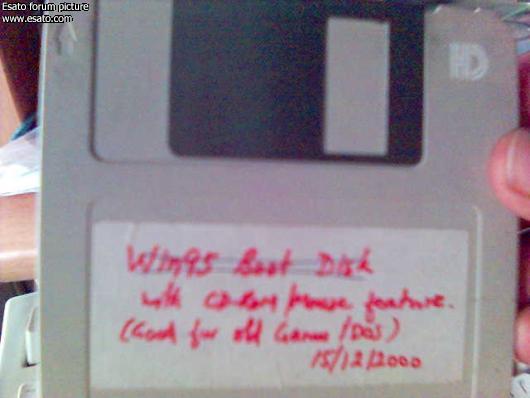 Esato forum picture
www.esato.com
HD
Win95 Boot Disk
with CD-ROM/Mouse feature.
(Good for old Games/DOS)
15/12/2000